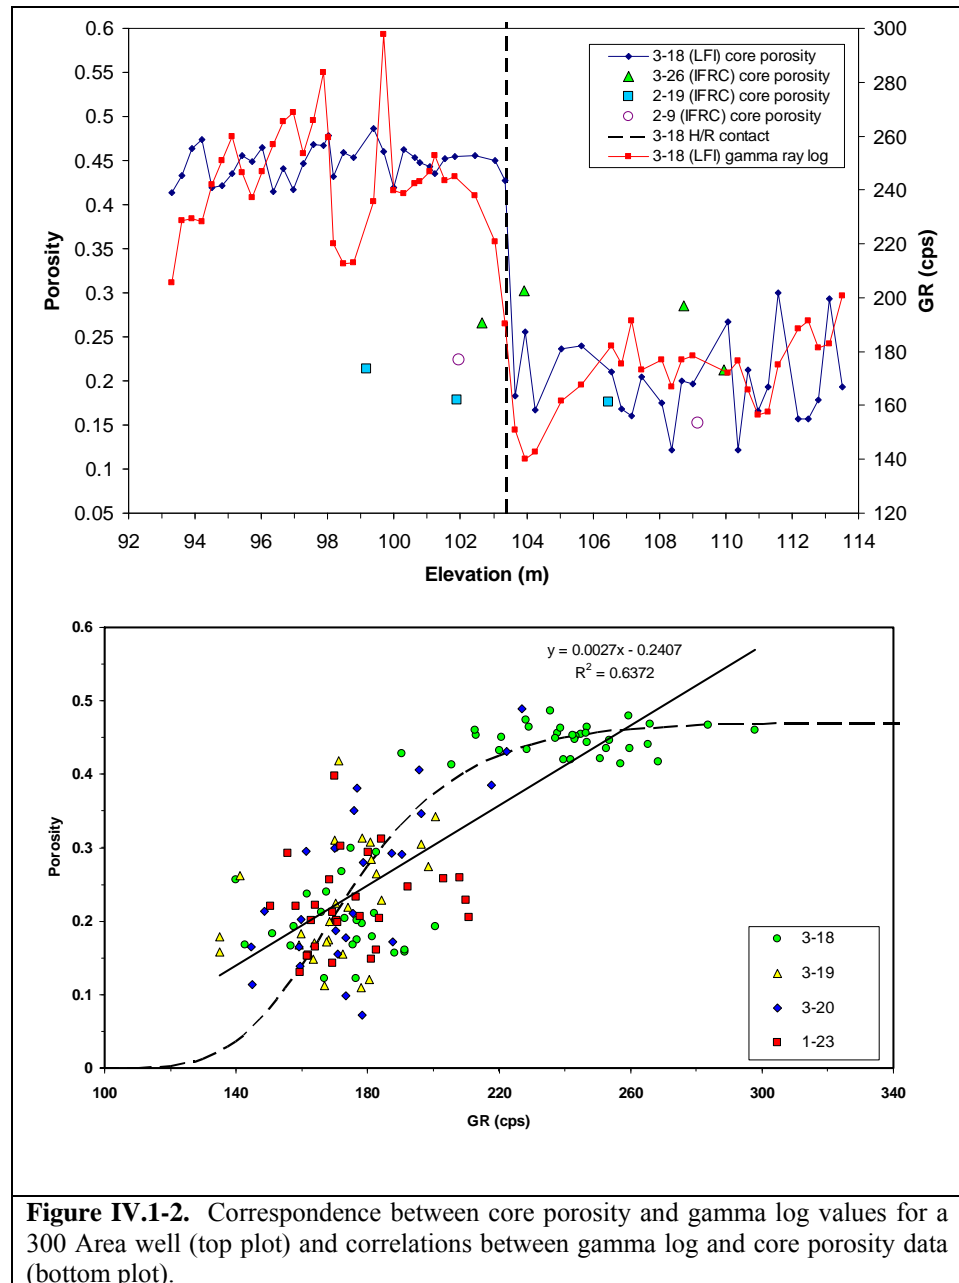 0.6
0.55
0.5
0.45
0.4
0.35
0.3
0.25
0.2
0.15
0.1
0.05
Porosity
300
280
260
240
220
200
180
160
140
120
GR (cps)
3-18 (LFI) core porosity
3-26 (IFRC) core porosity
2-19 (IFRC) core porosity
2-9 (IFRC) core porosity
3-18 H/R contact
3-18 (LFI) gamma ray log
92 94 96 98 100 102 104 106 108 110 112 114
Elevation (m)
0.6
0.5
0.4
0.3
0.2
0.1
0
Porosity
y = 0.0027x - 0.2407
R² = 0.6372
3-18
3-19
3-20
1-23
100 140 180 220 260 300 340
GR (cps)
Figure IV.1-2. Correspondence between core porosity and gamma log values for a
300 Area well (top plot) and correlations between gamma log and core porosity data
(bottom plot).